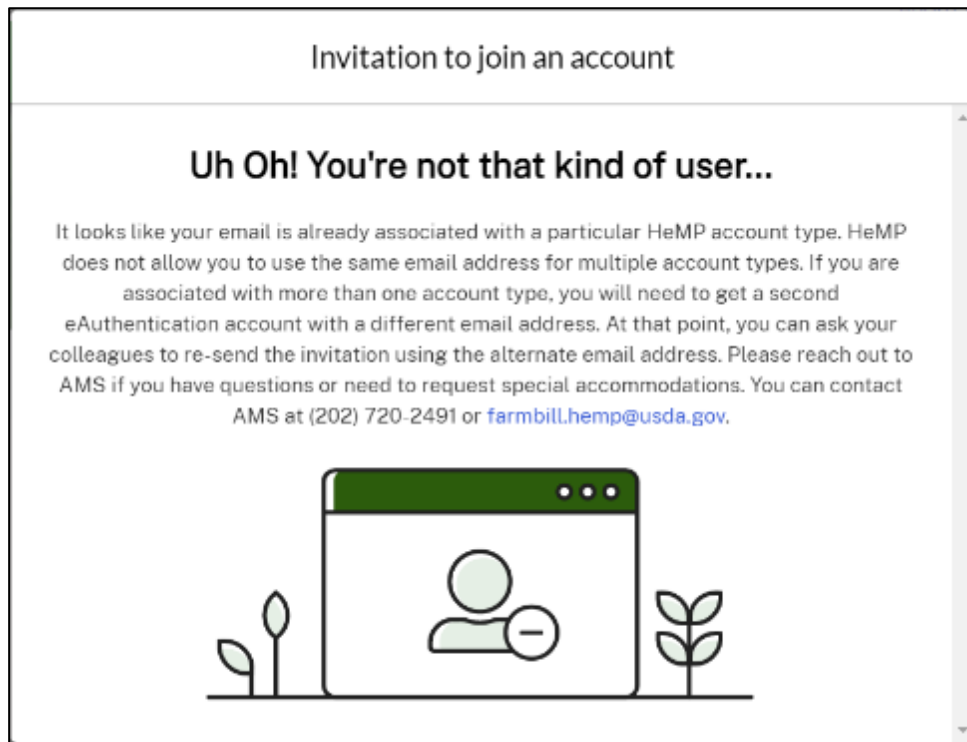 Invitation to join an account
Uh Oh! You're not that kind of user...
It looks like your email is already associated with a particular HeMP account type. HeMP
does not allow you to use the same email address for multiple account types. If you are
associated with more than one account type, you will need to get a second
eAuthentication account with a different email address. At that point, you can ask your
colleagues to re-send the invitation using the alternate email address. Please reach out to
AMS if you have questions or need to request special accommodations. You can contact
AMS at (202) 720-2491 or farmbill.hemp@usda.gov.